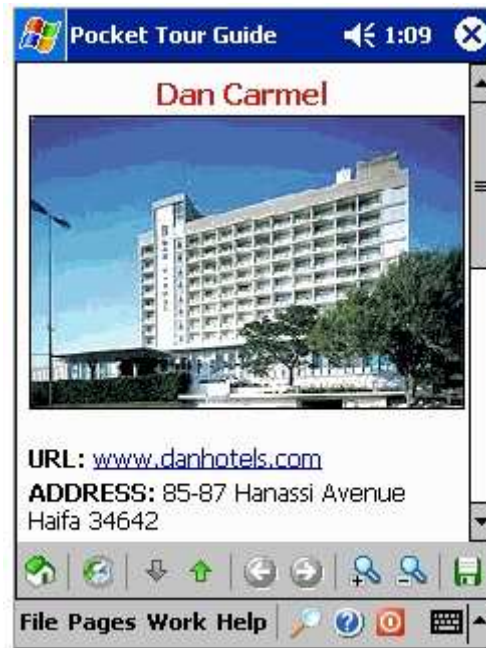 Pocket Tour Guide 1:09
Dan Carmel
URL: www.danhotels.com
ADDRESS: 85-87 Hanassi Avenue
Haifa 34642
File Pages Work Help